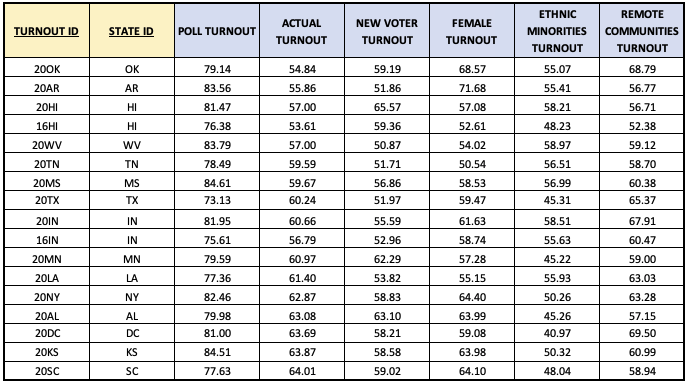 TURNOUT ID STATE ID POLL TURNOUT ACTUAL TURNOUT NEW VOTER TURNOUT FEMALE TURNOUT ETHNIC MINORITIES TURNOUT REMOTE COMMUNITIES TURNOUT
20OK OK 79.14 54.84 59.19 68.57 55.07 68.79
20AR AR 83.56 55.86 51.86 71.68 55.41 56.77
20HI HI 81.47 57.00 65.57 57.08 58.21 56.71
16HI HI 76.38 53.61 59.36 52.61 48.23 52.38
20WV WV 83.79 57.00 50.87 54.02 58.97 59.12
20TN TN 78.49 59.59 51.71 50.54 56.51 58.70
20MS MS 84.61 59.67 56.86 58.53 56.99 60.38
20TX TX 73.13 60.24 51.97 59.47 45.31 65.37
20IN IN 81.95 60.66 55.59 61.63 58.51 67.91
16IN IN 75.61 56.79 52.96 58.74 55.63 60.47
20MN MN 79.59 60.97 62.29 57.28 45.22 59.00
20LA LA 77.36 61.40 53.82 55.15 55.93 63.03
20NY NY 82.46 62.87 58.83 64.40 50.26 63.28
20AL AL 79.98 63.08 63.10 63.99 45.26 57.15
20DC DC 81.00 63.69 58.21 59.08 40.97 69.50
20KS KS 84.51 63.87 58.58 63.98 50.32 60.99
20SC SC 77.63 64.01 59.02 64.10 48.04 58.94